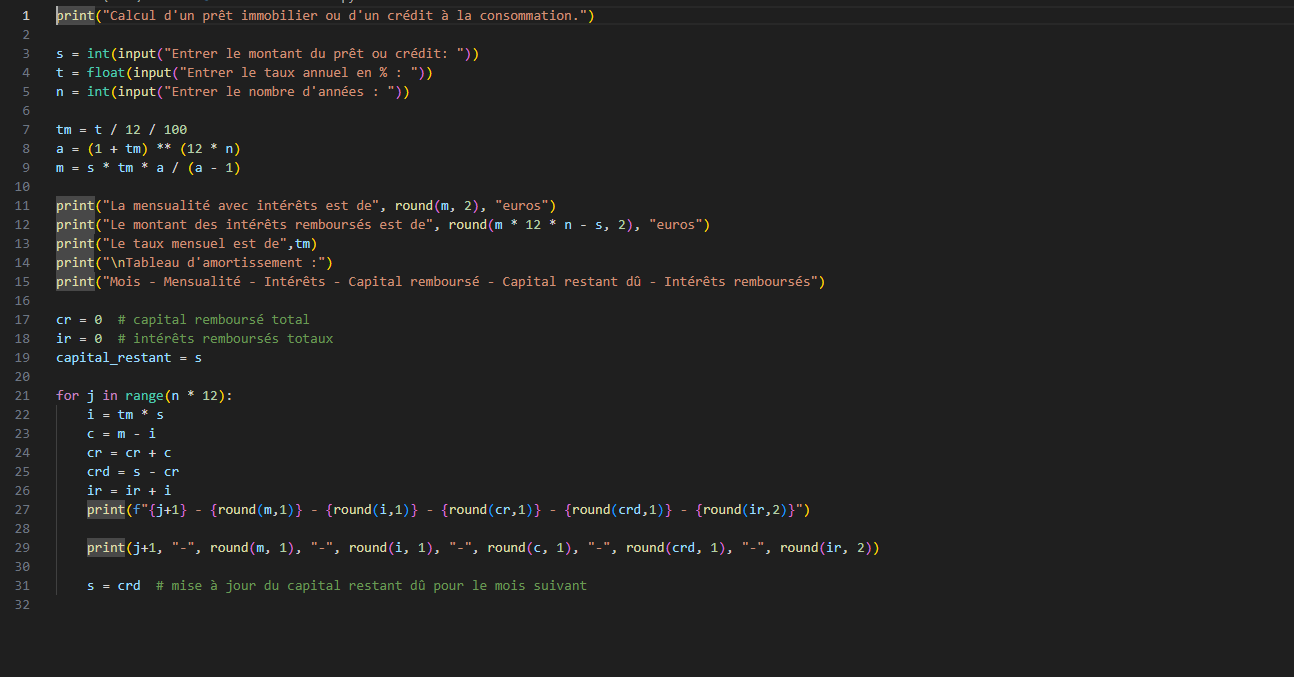 1 print("Calcul d'un prêt immobilier ou d'un crédit à la consommation.")
2
3 s = int(input("Entrer le montant du prêt ou crédit: "))
4 t = float(input("Entrer le taux annuel en % : "))
5 n = int(input("Entrer le nombre d'années : "))
6
7 tm = t / 12 / 100
8 a = (1 + tm) ** (12 * n)
9 m = s * tm * a / (a - 1)
10
11 print("La mensualité avec intérêts est de", round(m, 2), "euros")
12 print("Le montant des intérêts remboursés est de", round(m * 12 * n - s, 2), "euros")
13 print("Le taux mensuel est de",tm)
14 print("\nTableau d'amortissement :")
15 print("Mois - Mensualité - Intérêts - Capital remboursé - Capital restant dû - Intérêts remboursés")
16
17 cr = 0  # capital remboursé total
18 ir = 0  # intérêts remboursés totaux
19 capital_restant = s
20
21 for j in range(n * 12):
22     i = tm * s
23     c = m - i
24     cr = cr + c
25     crd = s - cr
26     ir = ir + i
27     print(f"{j+1} - {round(m,1)} - {round(i,1)} - {round(cr,1)} - {round(crd,1)} - {round(ir,2)}")
28
29     print(j+1, "-", round(m, 1), "-", round(i, 1), "-", round(c, 1), "-", round(crd, 1), "-", round(ir, 2))
30
31     s = crd  # mise à jour du capital restant dû pour le mois suivant
32